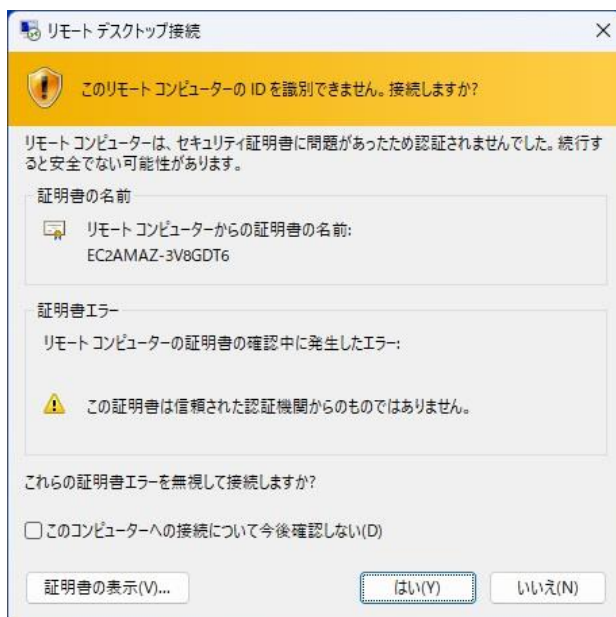 リモート デスクトップ接続
このリモート コンピューターの ID を識別できません。接続しますか?
リモート コンピューターは、セキュリティ証明書に問題があったため認証されませんでした。続行す
ると安全でない可能性があります。
証明書の名前
リモート コンピューターからの証明書の名前:
EC2AMAZ-3V8GDT6
証明書エラー
リモート コンピューターの証明書の確認中に発生したエラー:
この証明書は信頼された認証機関からのものではありません。
これらの証明書エラーを無視して接続しますか?
このコンピューターへの接続について今後確認しない(D)
証明書の表示(V)...
はい(Y)
いいえ(N)